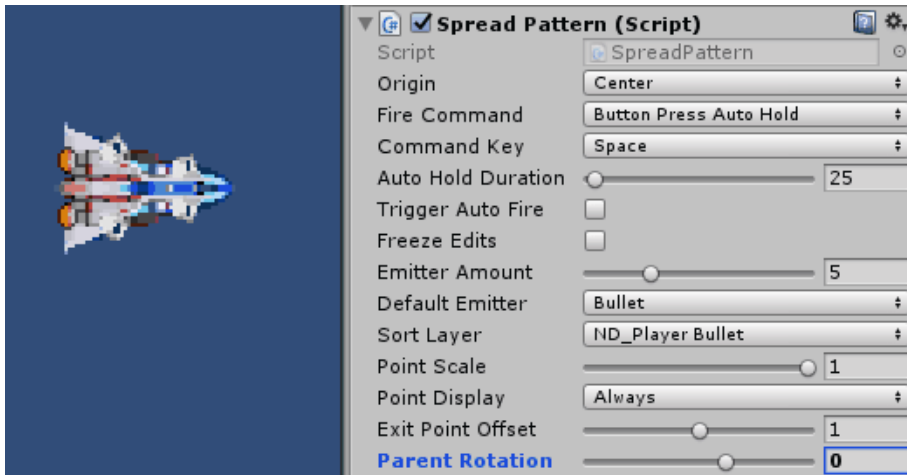 Spread Pattern (Script)
Script SpreadPattern
Origin Center
Fire Command Button Press Auto Hold
Command Key Space
Auto Hold Duration 25
Trigger Auto Fire
Freeze Edits
Emitter Amount 5
Default Emitter Bullet
Sort Layer ND_Player Bullet
Point Scale 1
Point Display Always
Exit Point Offset 1
Parent Rotation 0